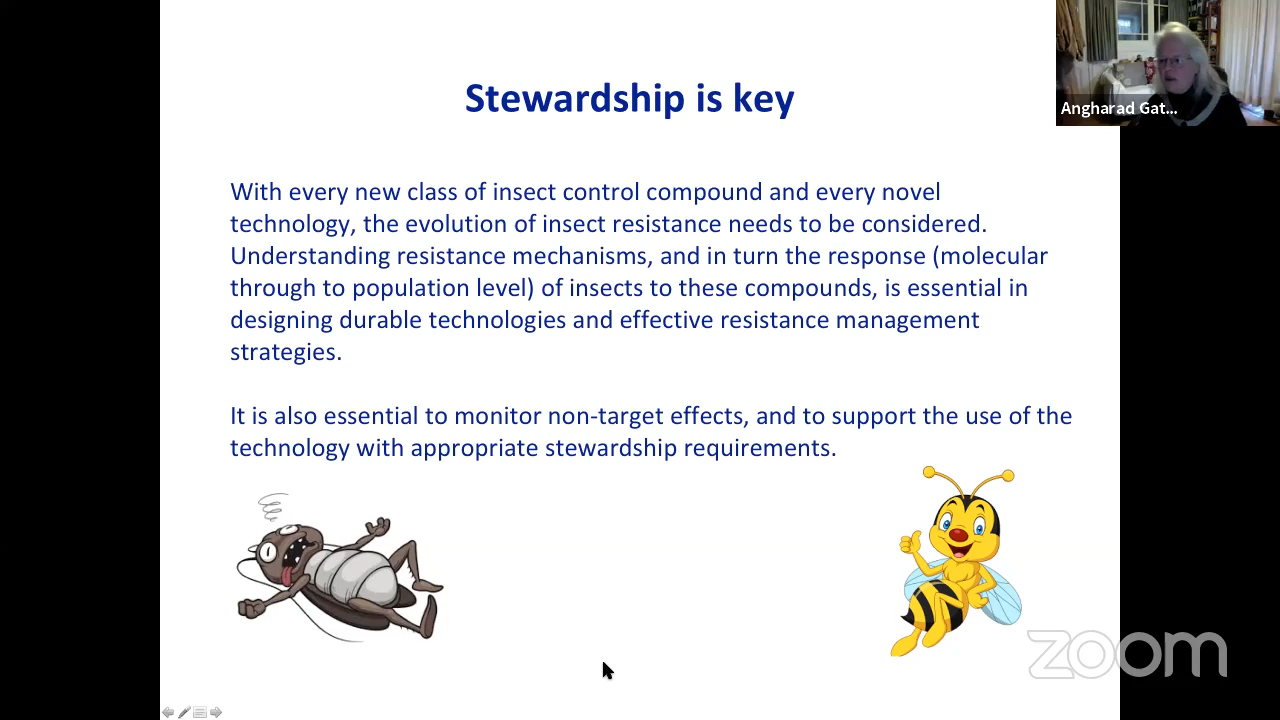 Stewardship is key
Angharad Gat...
With every new class of insect control compound and every novel
technology, the evolution of insect resistance needs to be considered.
Understanding resistance mechanisms, and in turn the response (molecular
through to population level) of insects to these compounds, is essential in
designing durable technologies and effective resistance management
strategies.
It is also essential to monitor non-target effects, and to support the use of the
technology with appropriate stewardship requirements.
zoom